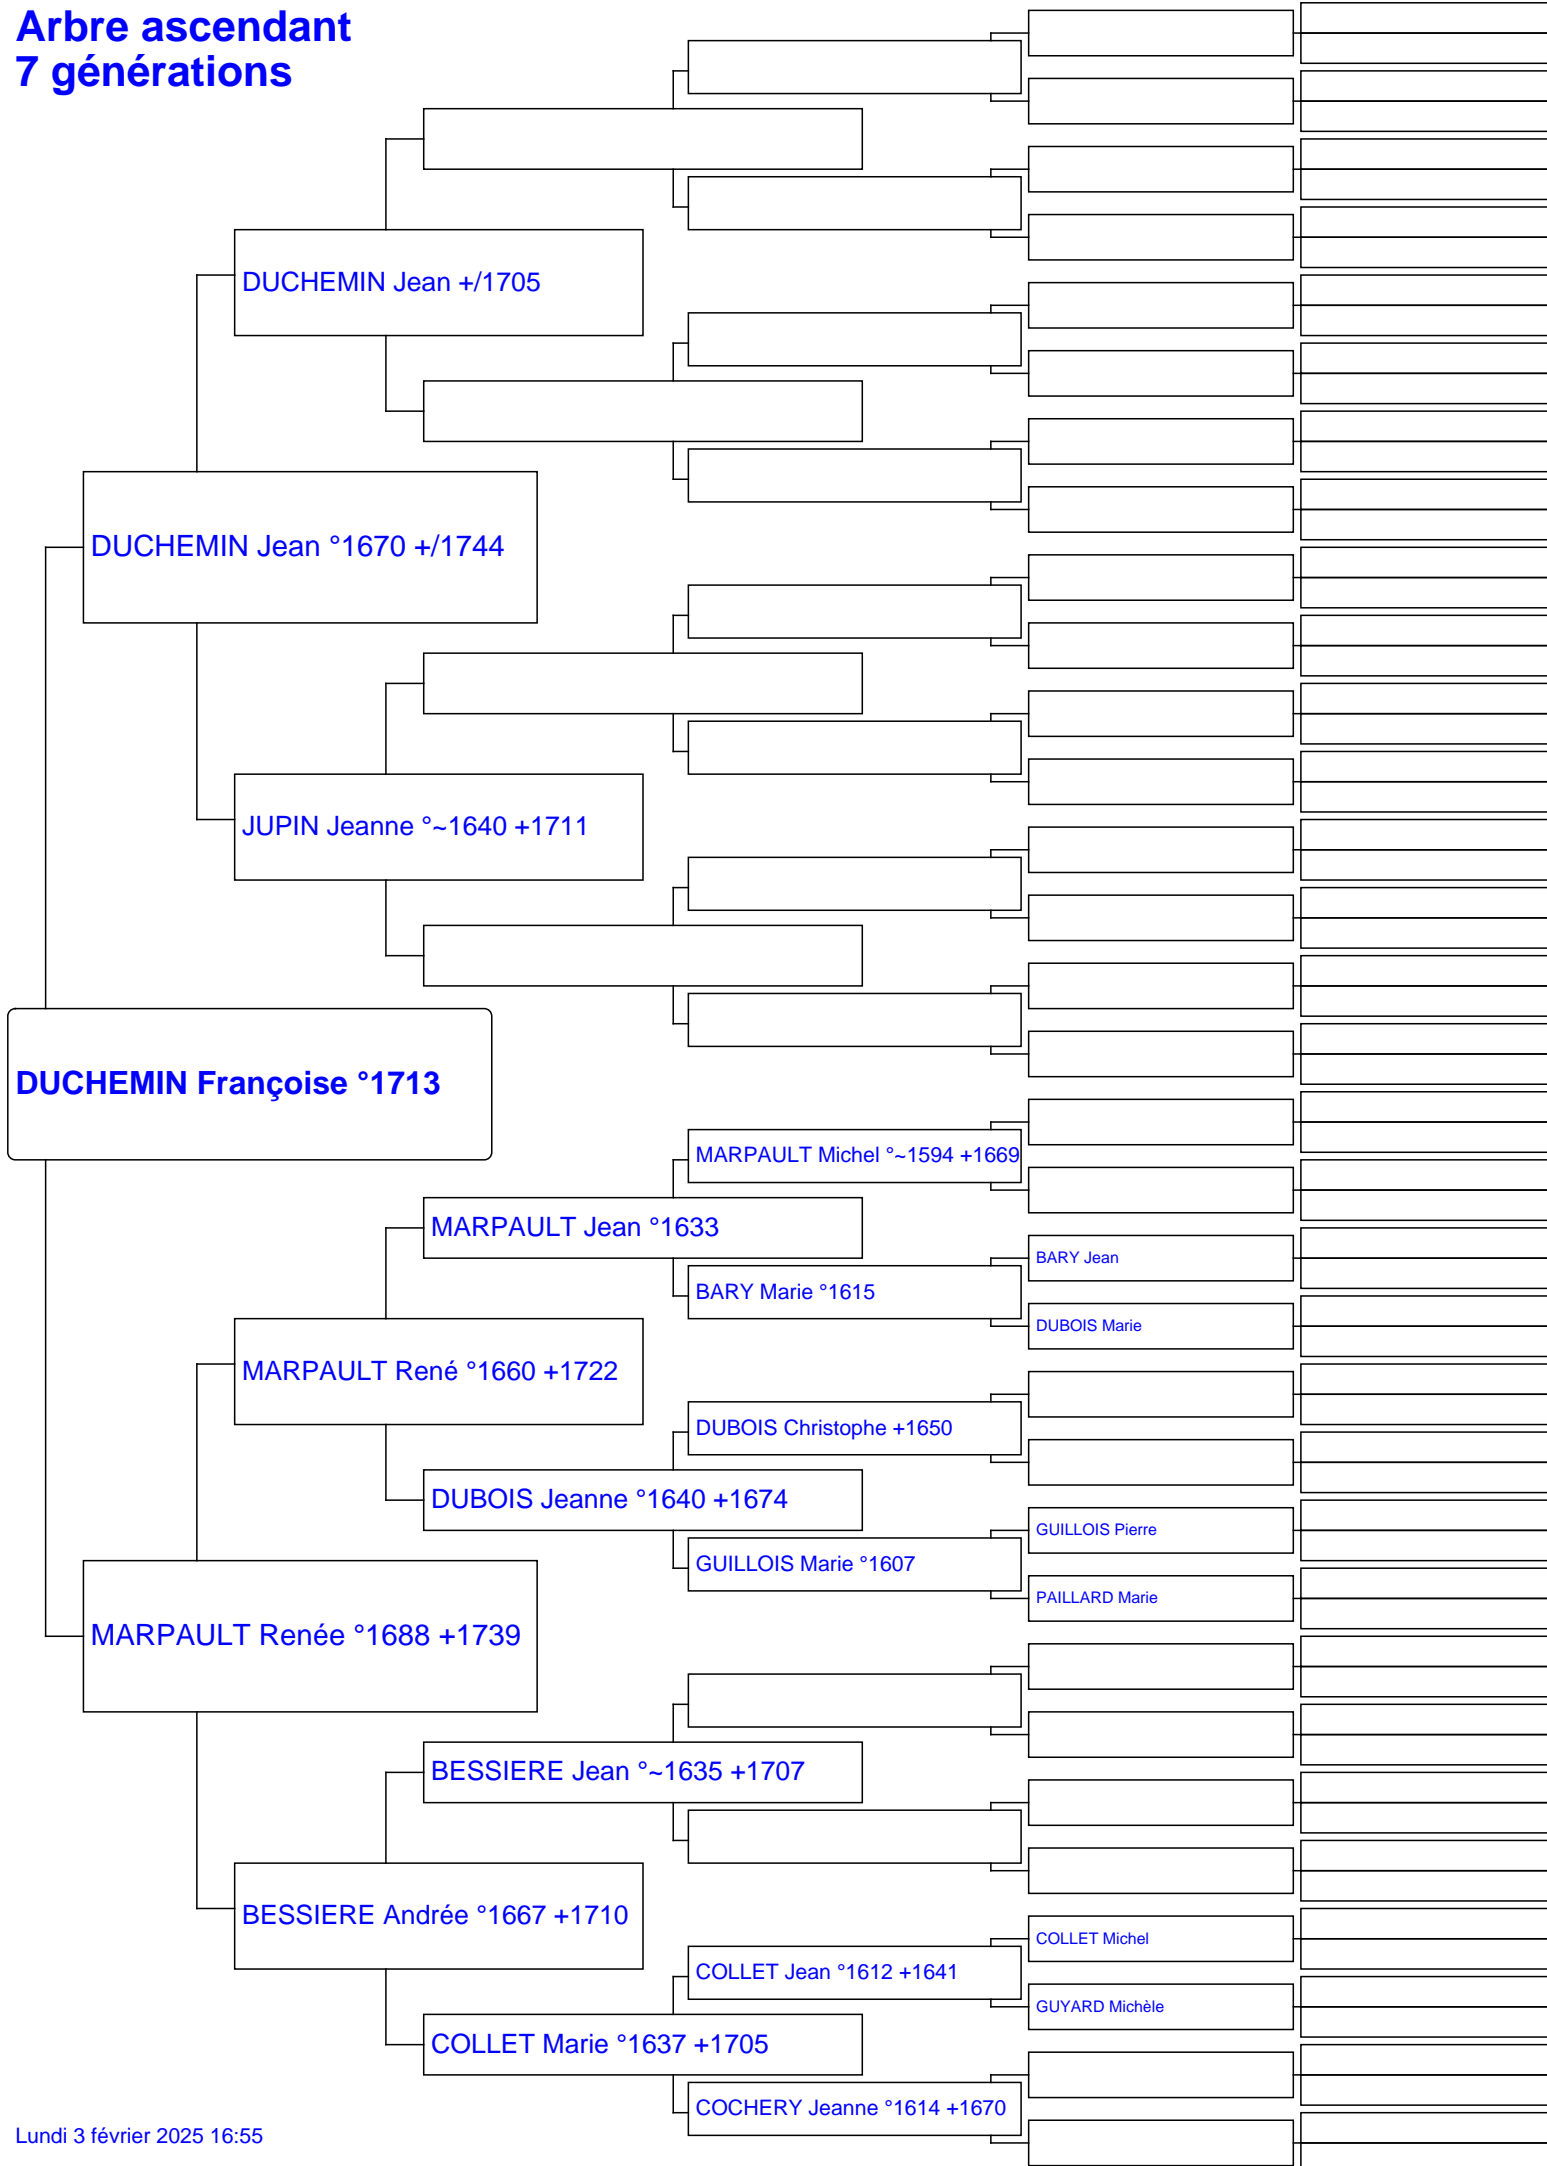 Arbre ascendant
7 générations
DUCHEMIN Jean +/1705
DUCHEMIN Jean °1670 +/1744
JUPIN Jeanne °~1640 +1711
DUCHEMIN Françoise °1713
MARPAULT Michel °~1594 +1669
MARPAULT Jean °1633
BARY Jean
BARY Marie °1615
DUBOIS Marie
MARPAULT René °1660 +1722
DUBOIS Christophe +1650
DUBOIS Jeanne °1640 +1674
GUILLOIS Pierre
GUILLOIS Marie °1607
PAILLARD Marie
MARPAULT Renée °1688 +1739
BESSIERE Jean °~1635 +1707
BESSIERE Andrée °1667 +1710
COLLET Michel
COLLET Jean °1612 +1641
GUYARD Michèle
COLLET Marie °1637 +1705
COCHERY Jeanne °1614 +1670
Lundi 3 février 2025 16:55